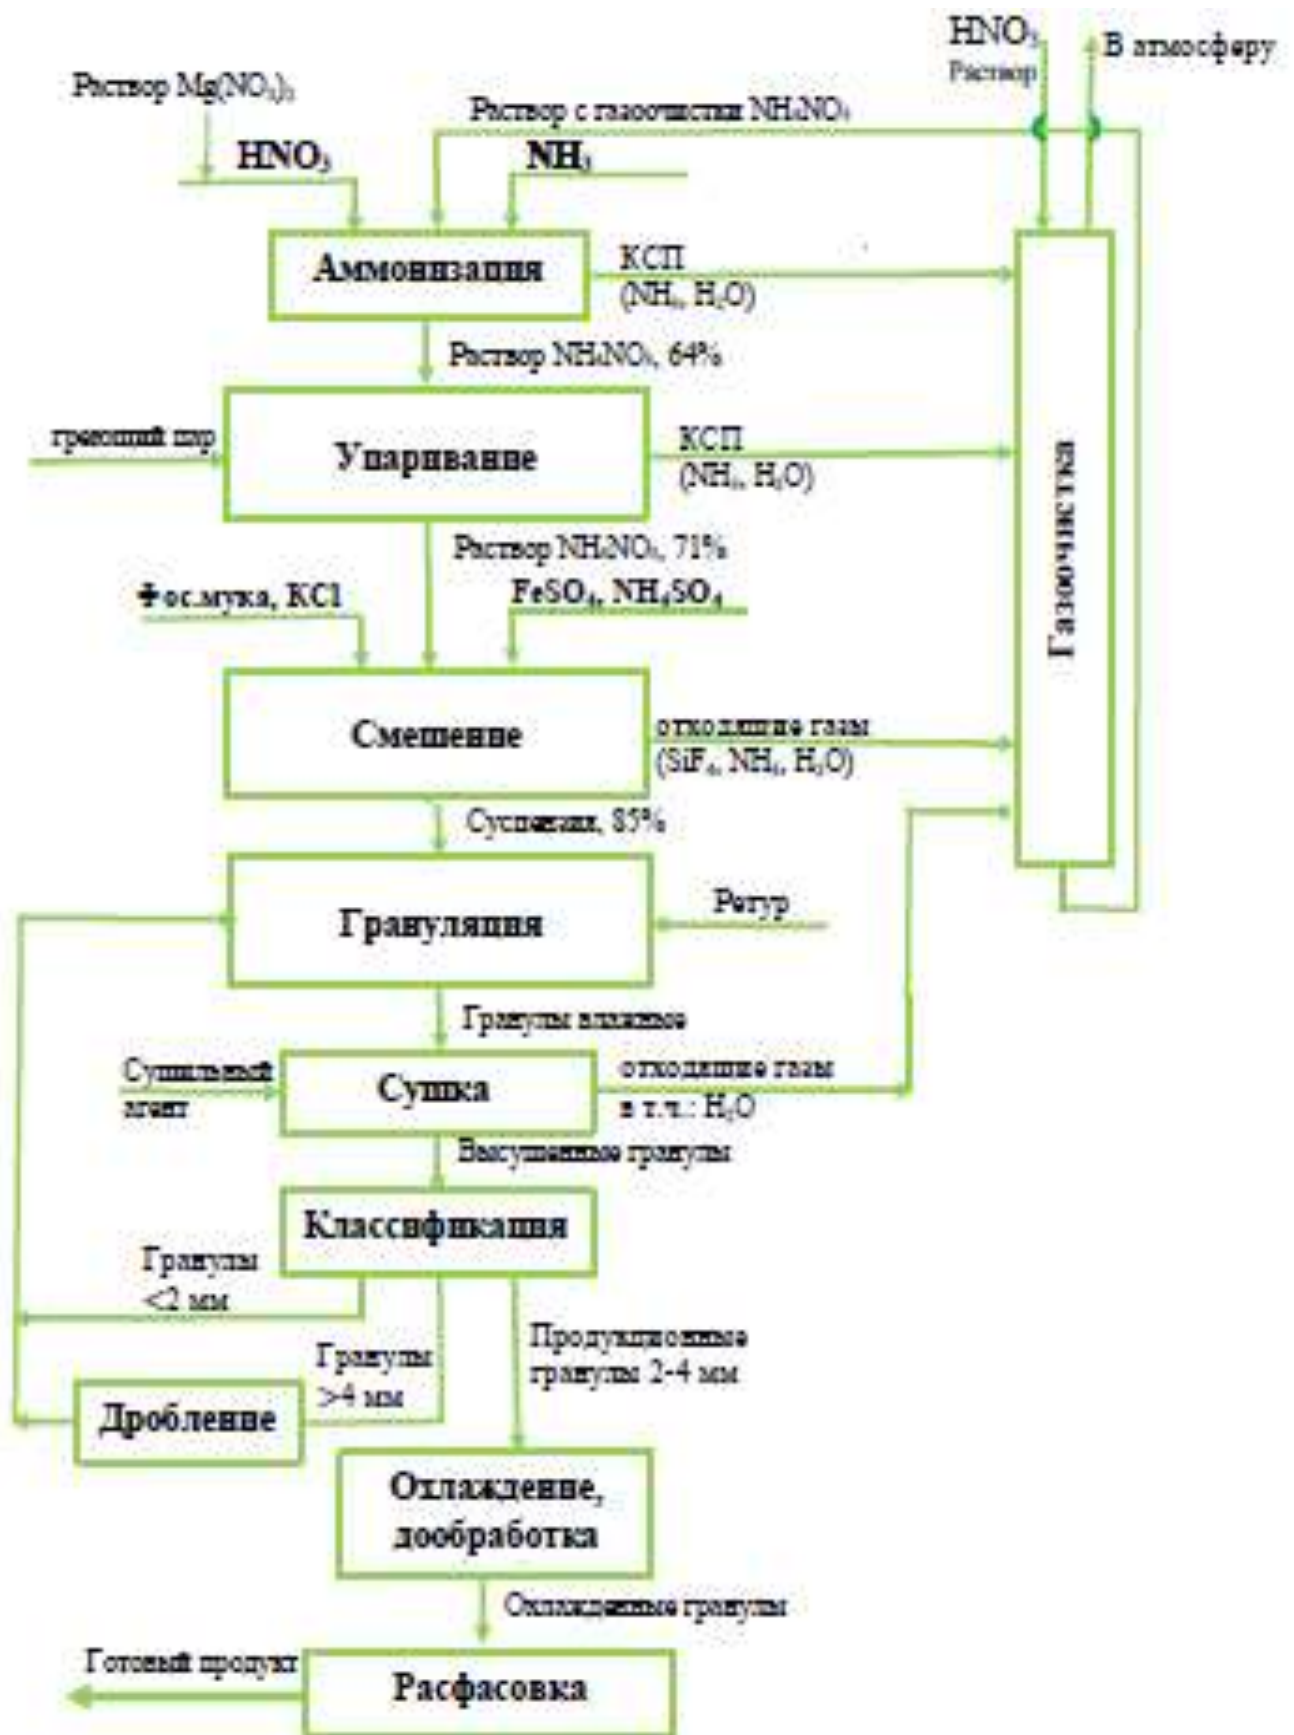 HNO₃
Раствор
В атмосферу
Раствор Mg(NO₃)₂
Раствор с газоочистки NH₄NO₃
HNO₃
NH₃
Аммонизация
КСП
(NH₃, H₂O)
Раствор NH₄NO₃, 64%
греющий пар
Упаривание
КСП
(NH₃, H₂O)
Газоочистка
Раствор NH₄NO₃, 71%
Фос.мука, KCl
FeSO₄, NH₄SO₄
Смешение
отходящие газы
(SiF₄, NH₃, H₂O)
Суспензия, 85%
Грануляция
Ретур
Гранулы влажные
Сушильный
агент
Сушка
отходящие газы
в т.ч.: H₂O
Высушенные гранулы
Классификация
Гранулы
<2 мм
Гранулы
>4 мм
Продукционные
гранулы 2-4 мм
Дробление
Охлаждение,
дообработка
Охлажденные гранулы
Готовый продукт
Расфасовка